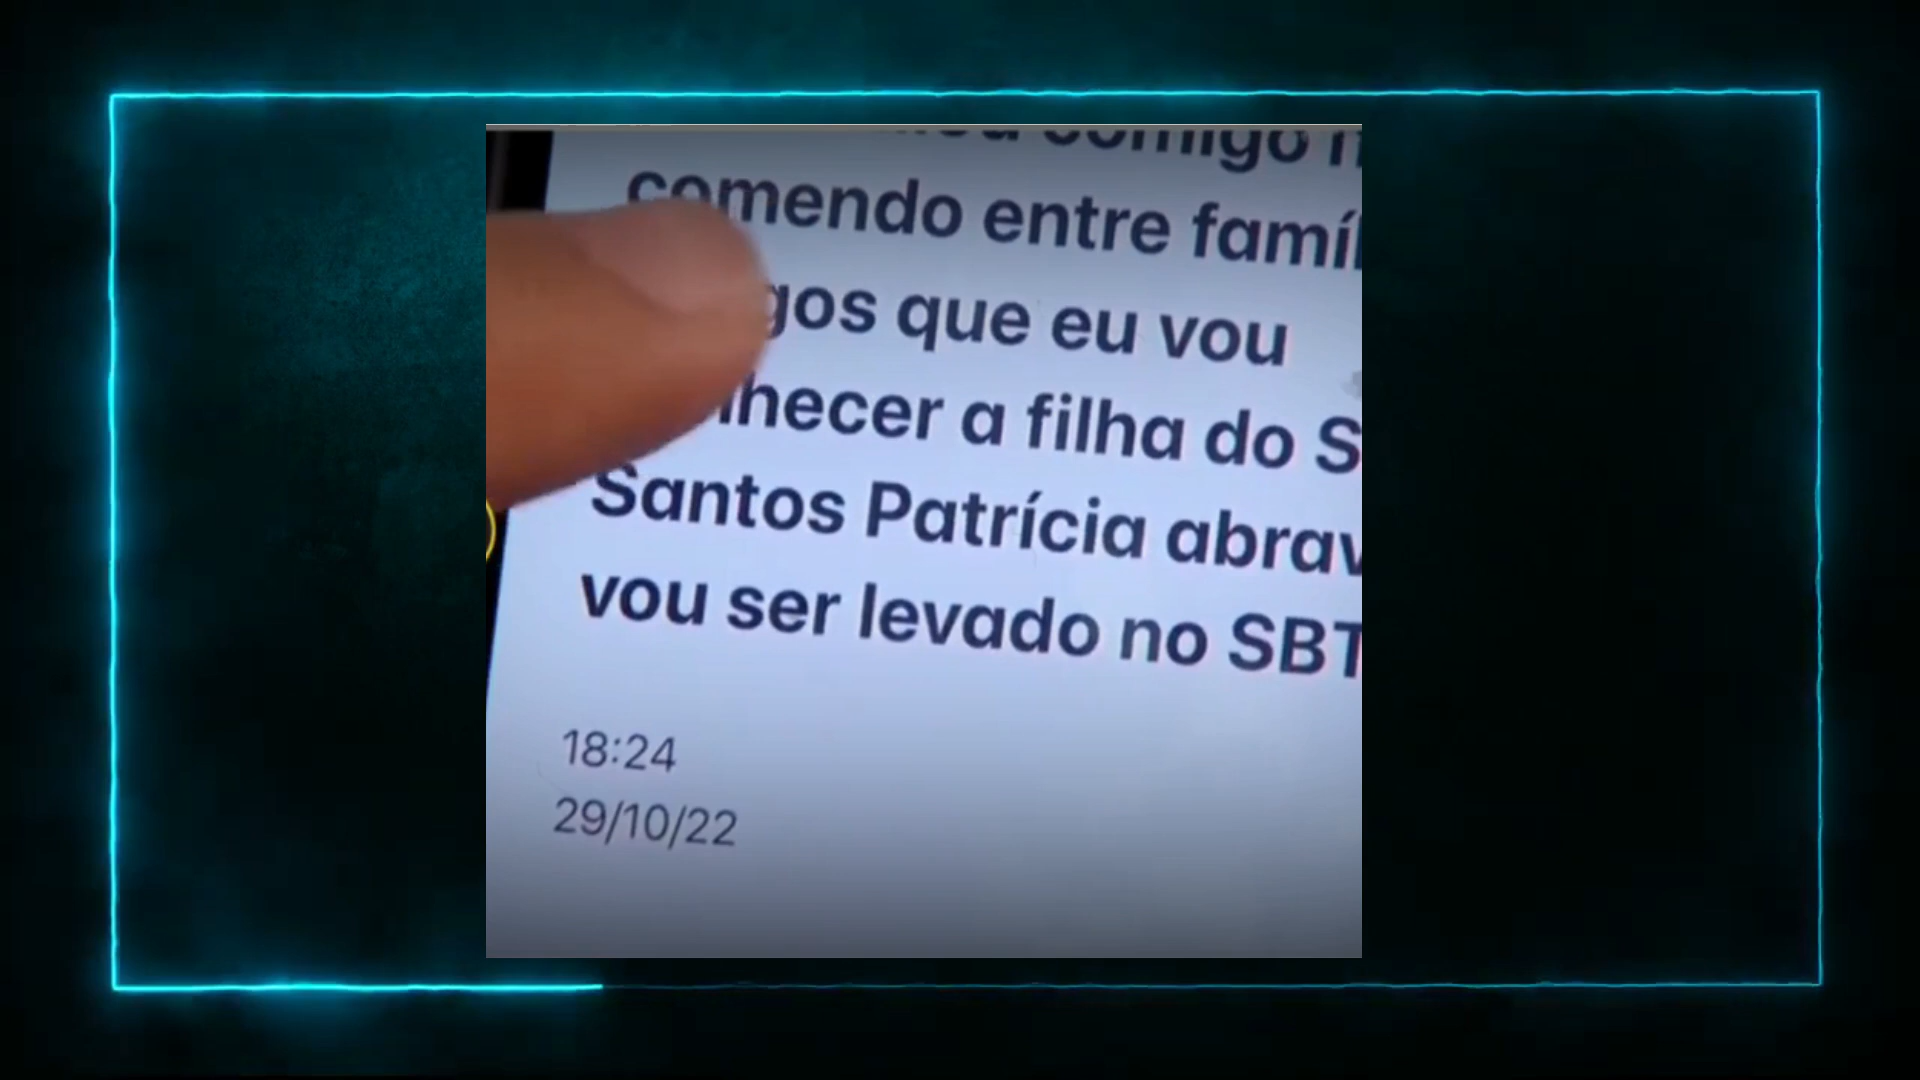 comigo
comendo entre famí
gos que eu vou
hecer a filha do S
Santos Patrícia abrav
vou ser levado no SBT
18:24
29/10/22